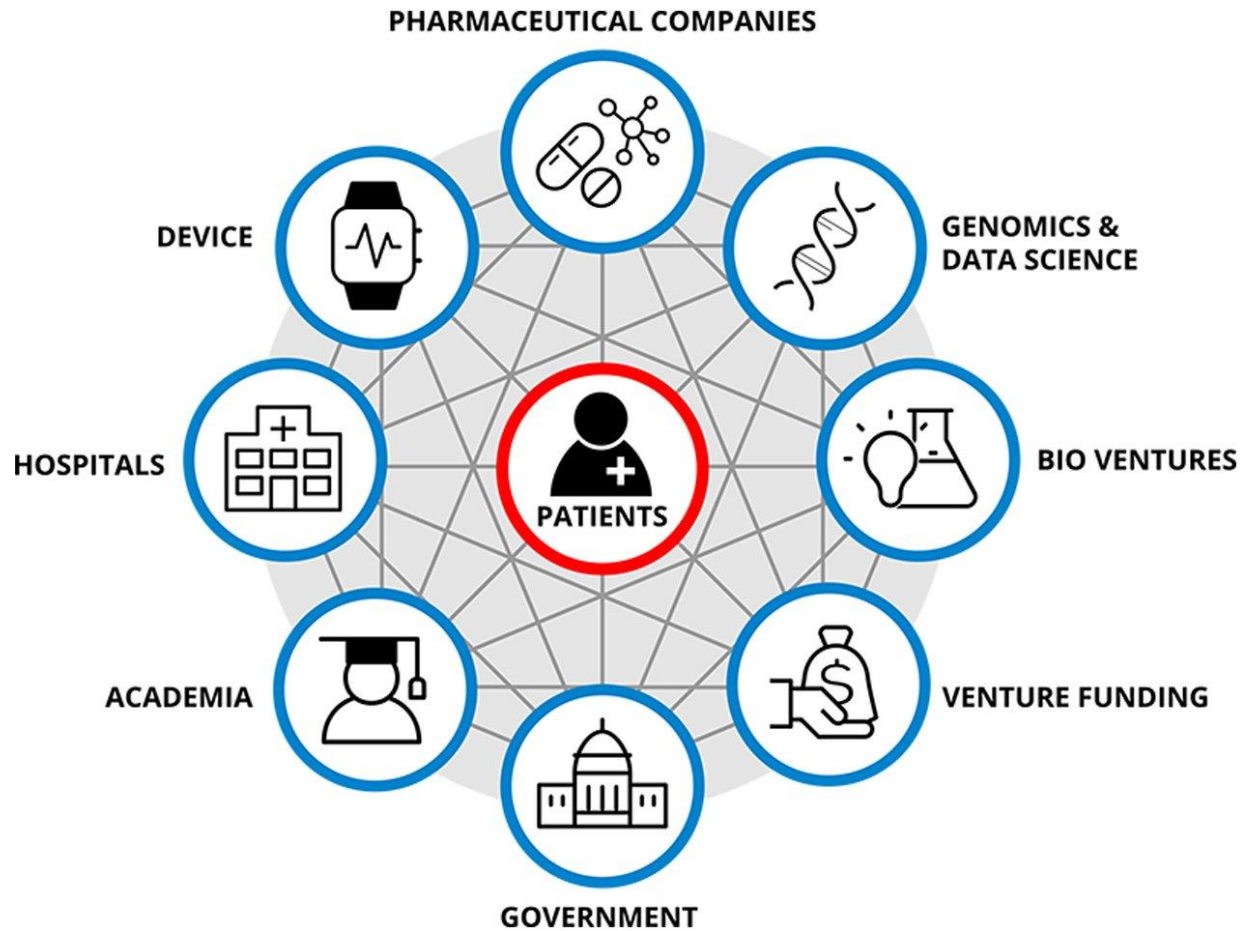 PHARMACEUTICAL COMPANIES
DEVICE
GENOMICS &
DATA SCIENCE
HOSPITALS
PATIENTS
BIO VENTURES
ACADEMIA
$
VENTURE FUNDING
GOVERNMENT